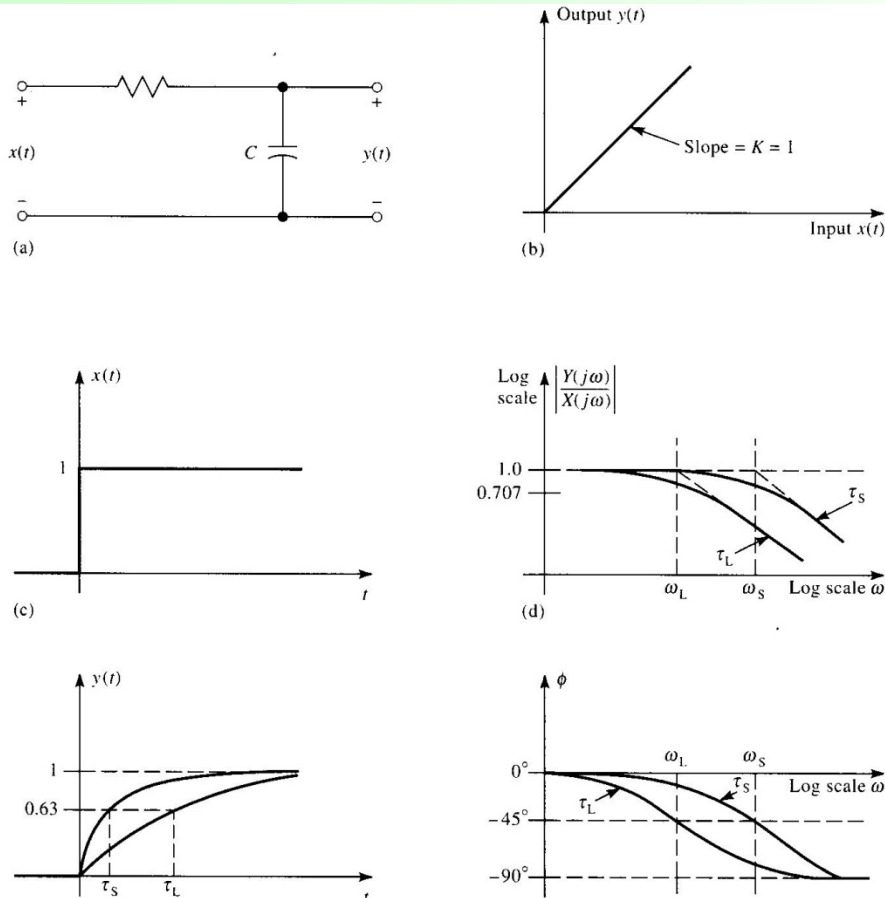 +
+
x(t)
C
y(t)
−
−
(a)
Output y(t)
Slope = K = 1
Input x(t)
(b)
x(t)
1
t
(c)
Log
scale
|Y(jω)/X(jω)|
1.0
0.707
τS
τL
ωL
ωS
Log scale ω
(d)
y(t)
1
0.63
τS
τL
t
ϕ
ωL
ωS
0°
τS
Log scale ω
τL
−45°
−90°